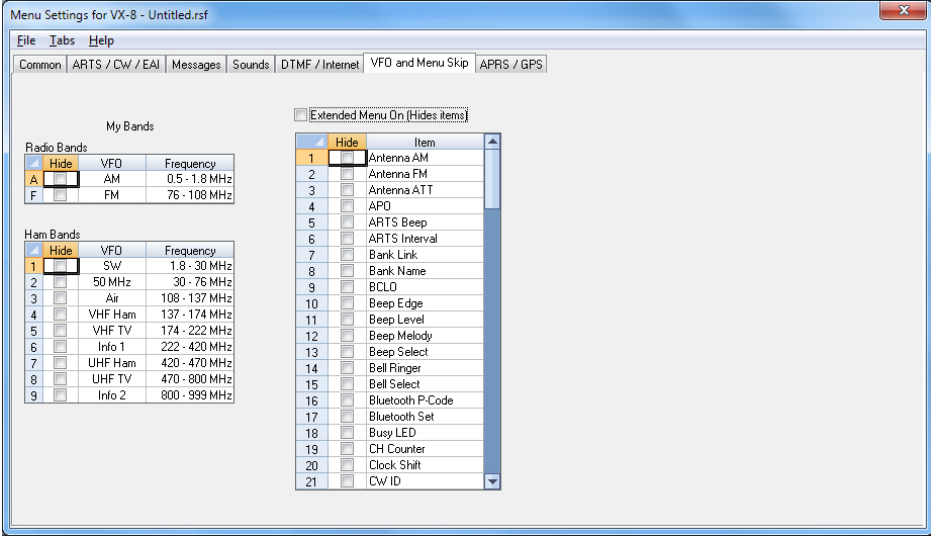 Menu Settings for VX-8 - Untitled.rsf
File Tabs Help
Common ARTS / CW / EAI Messages Sounds DTMF / Internet VFO and Menu Skip APRS / GPS
My Bands
Radio Bands
Hide VFO Frequency
A AM 0.5 - 1.8 MHz
F FM 76 - 108 MHz
Ham Bands
Hide VFO Frequency
1 SW 1.8 - 30 MHz
2 50 MHz 30 - 76 MHz
3 Air 108 - 137 MHz
4 VHF Ham 137 - 174 MHz
5 VHF TV 174 - 222 MHz
6 Info 1 222 - 420 MHz
7 UHF Ham 420 - 470 MHz
8 UHF TV 470 - 800 MHz
9 Info 2 800 - 999 MHz
Extended Menu On (Hides items)
Hide Item
1 Antenna AM
2 Antenna FM
3 Antenna ATT
4 APO
5 ARTS Beep
6 ARTS Interval
7 Bank Link
8 Bank Name
9 BCLO
10 Beep Edge
11 Beep Level
12 Beep Melody
13 Beep Select
14 Bell Ringer
15 Bell Select
16 Bluetooth P-Code
17 Bluetooth Set
18 Busy LED
19 CH Counter
20 Clock Shift
21 CW ID